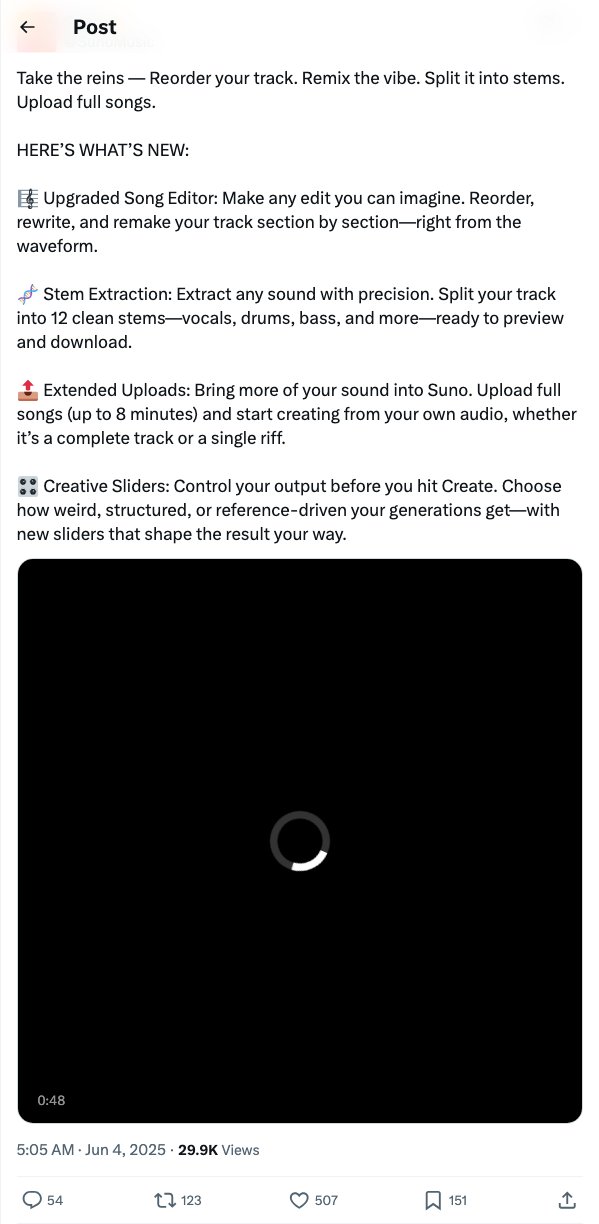 Post
Take the reins — Reorder your track. Remix the vibe. Split it into stems.
Upload full songs.
HERE’S WHAT’S NEW:
🎼 Upgraded Song Editor: Make any edit you can imagine. Reorder,
rewrite, and remake your track section by section—right from the
waveform.
🧬 Stem Extraction: Extract any sound with precision. Split your track
into 12 clean stems—vocals, drums, bass, and more—ready to preview
and download.
📤 Extended Uploads: Bring more of your sound into Suno. Upload full
songs (up to 8 minutes) and start creating from your own audio, whether
it’s a complete track or a single riff.
🎛️ Creative Sliders: Control your output before you hit Create. Choose
how weird, structured, or reference-driven your generations get—with
new sliders that shape the result your way.
0:48
5:05 AM · Jun 4, 2025 · 29.9K Views
54 123 507 151